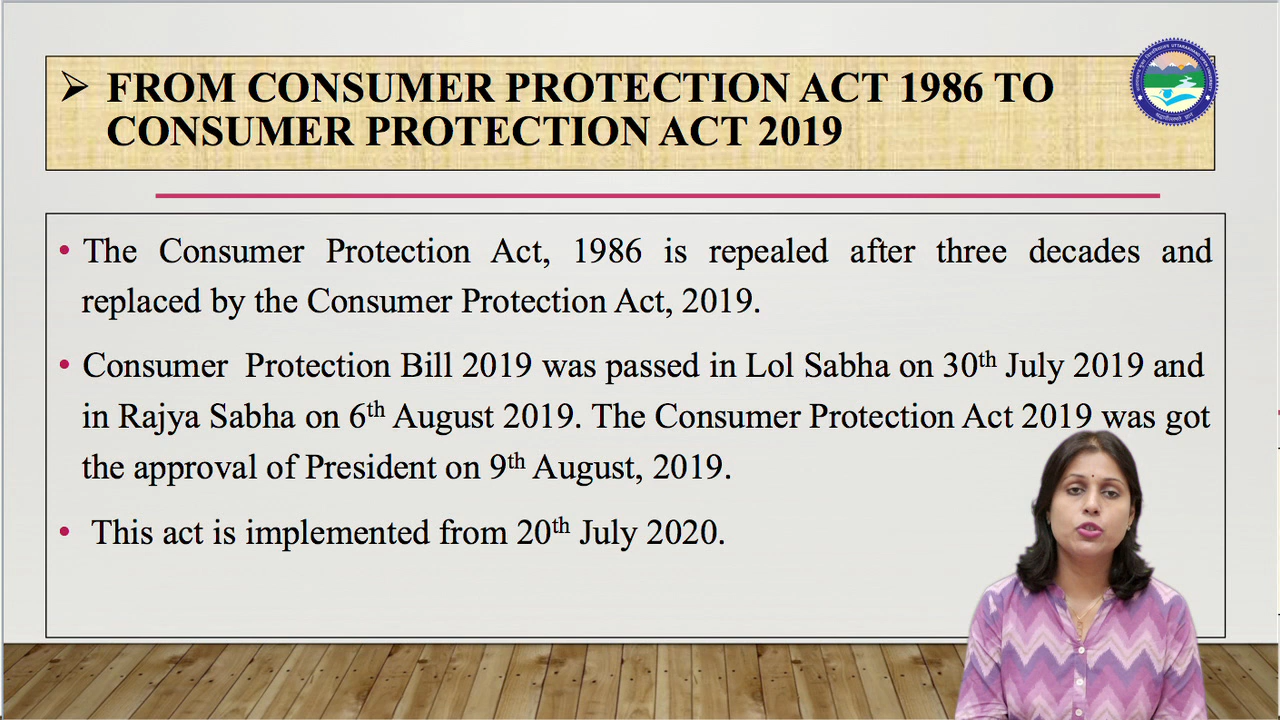 ➢ FROM CONSUMER PROTECTION ACT 1986 TO
CONSUMER PROTECTION ACT 2019
• The Consumer Protection Act, 1986 is repealed after three decades and
replaced by the Consumer Protection Act, 2019.
• Consumer Protection Bill 2019 was passed in Lol Sabha on 30th July 2019 and
in Rajya Sabha on 6th August 2019. The Consumer Protection Act 2019 was got
the approval of President on 9th August, 2019.
• This act is implemented from 20th July 2020.